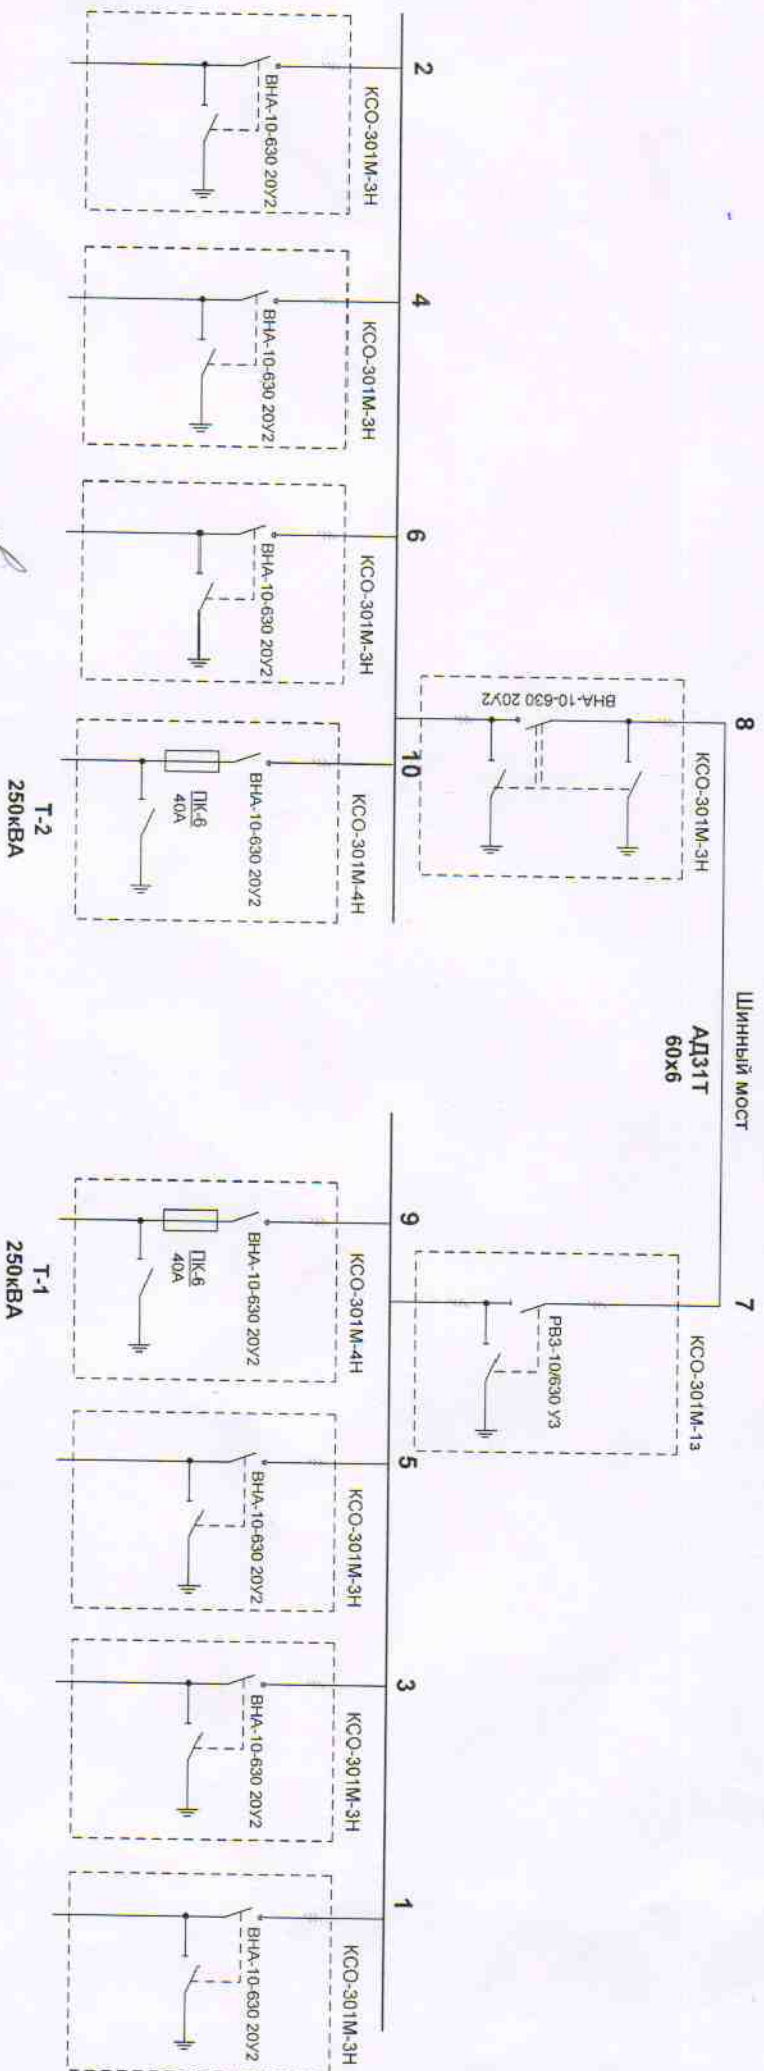 Шинный мост
8
7
АД31Т
60х6
КСО-301М-3Н
ВНА-10-630 20У2
КСО-301М-1з
РВЗ-10/630 У3
2
КСО-301М-3Н
ВНА-10-630 20У2
4
КСО-301М-3Н
ВНА-10-630 20У2
6
КСО-301М-3Н
ВНА-10-630 20У2
10
КСО-301М-4Н
ВНА-10-630 20У2
ПК-6
40А
Т-2
250кВА
9
КСО-301М-4Н
ВНА-10-630 20У2
ПК-6
40А
Т-1
250кВА
5
КСО-301М-3Н
ВНА-10-630 20У2
3
КСО-301М-3Н
ВНА-10-630 20У2
1
КСО-301М-3Н
ВНА-10-630 20У2